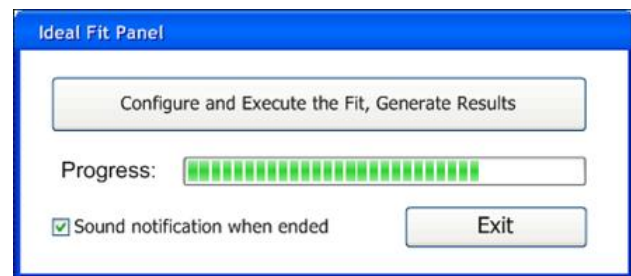 Ideal Fit Panel
Configure and Execute the Fit, Generate Results
Progress:
Sound notification when ended
Exit